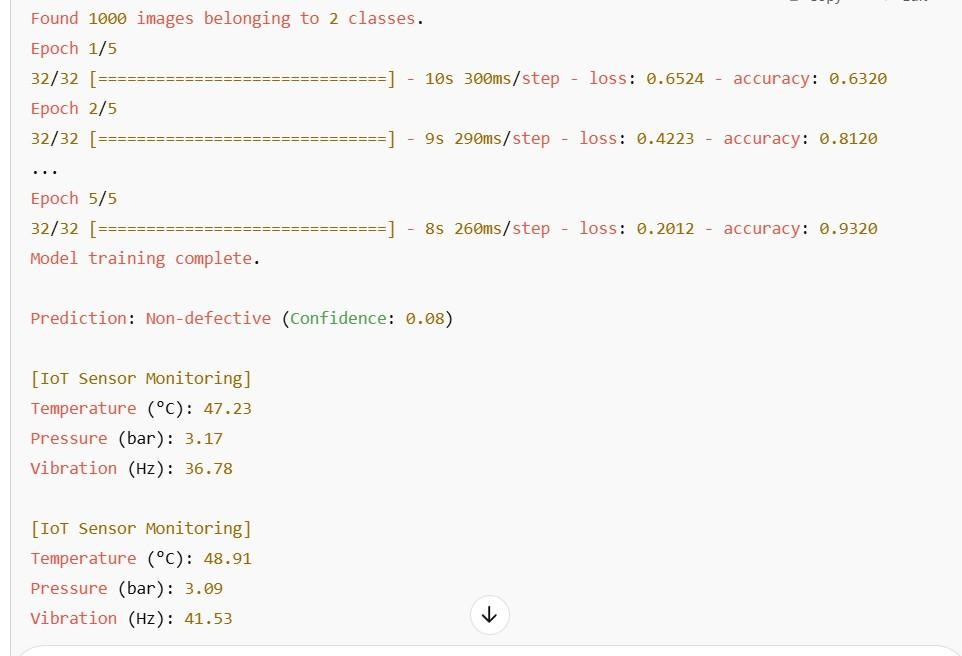 Found 1000 images belonging to 2 classes.
Epoch 1/5
32/32 [==============================] - 10s 300ms/step - loss: 0.6524 - accuracy: 0.6320
Epoch 2/5
32/32 [==============================] - 9s 290ms/step - loss: 0.4223 - accuracy: 0.8120
...
Epoch 5/5
32/32 [==============================] - 8s 260ms/step - loss: 0.2012 - accuracy: 0.9320
Model training complete.
Prediction: Non-defective (Confidence: 0.08)
[IoT Sensor Monitoring]
Temperature (°C): 47.23
Pressure (bar): 3.17
Vibration (Hz): 36.78
[IoT Sensor Monitoring]
Temperature (°C): 48.91
Pressure (bar): 3.09
Vibration (Hz): 41.53